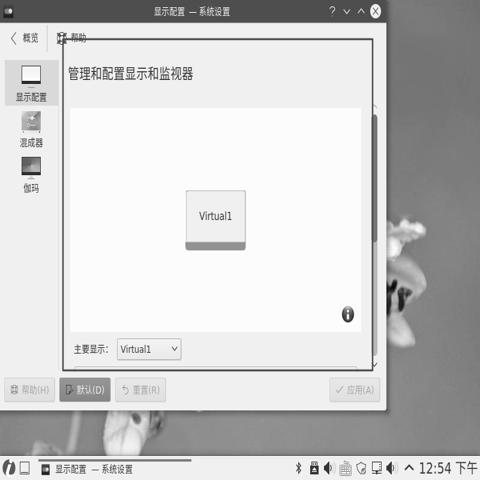 显示配置 — 系统设置
概览
帮助
管理和配置显示和监视器
显示配置
混成器
伽玛
Virtual1
主要显示：
Virtual1
帮助(H)
默认(D)
重置(R)
应用(A)
显示配置 — 系统设置
12:54 下午